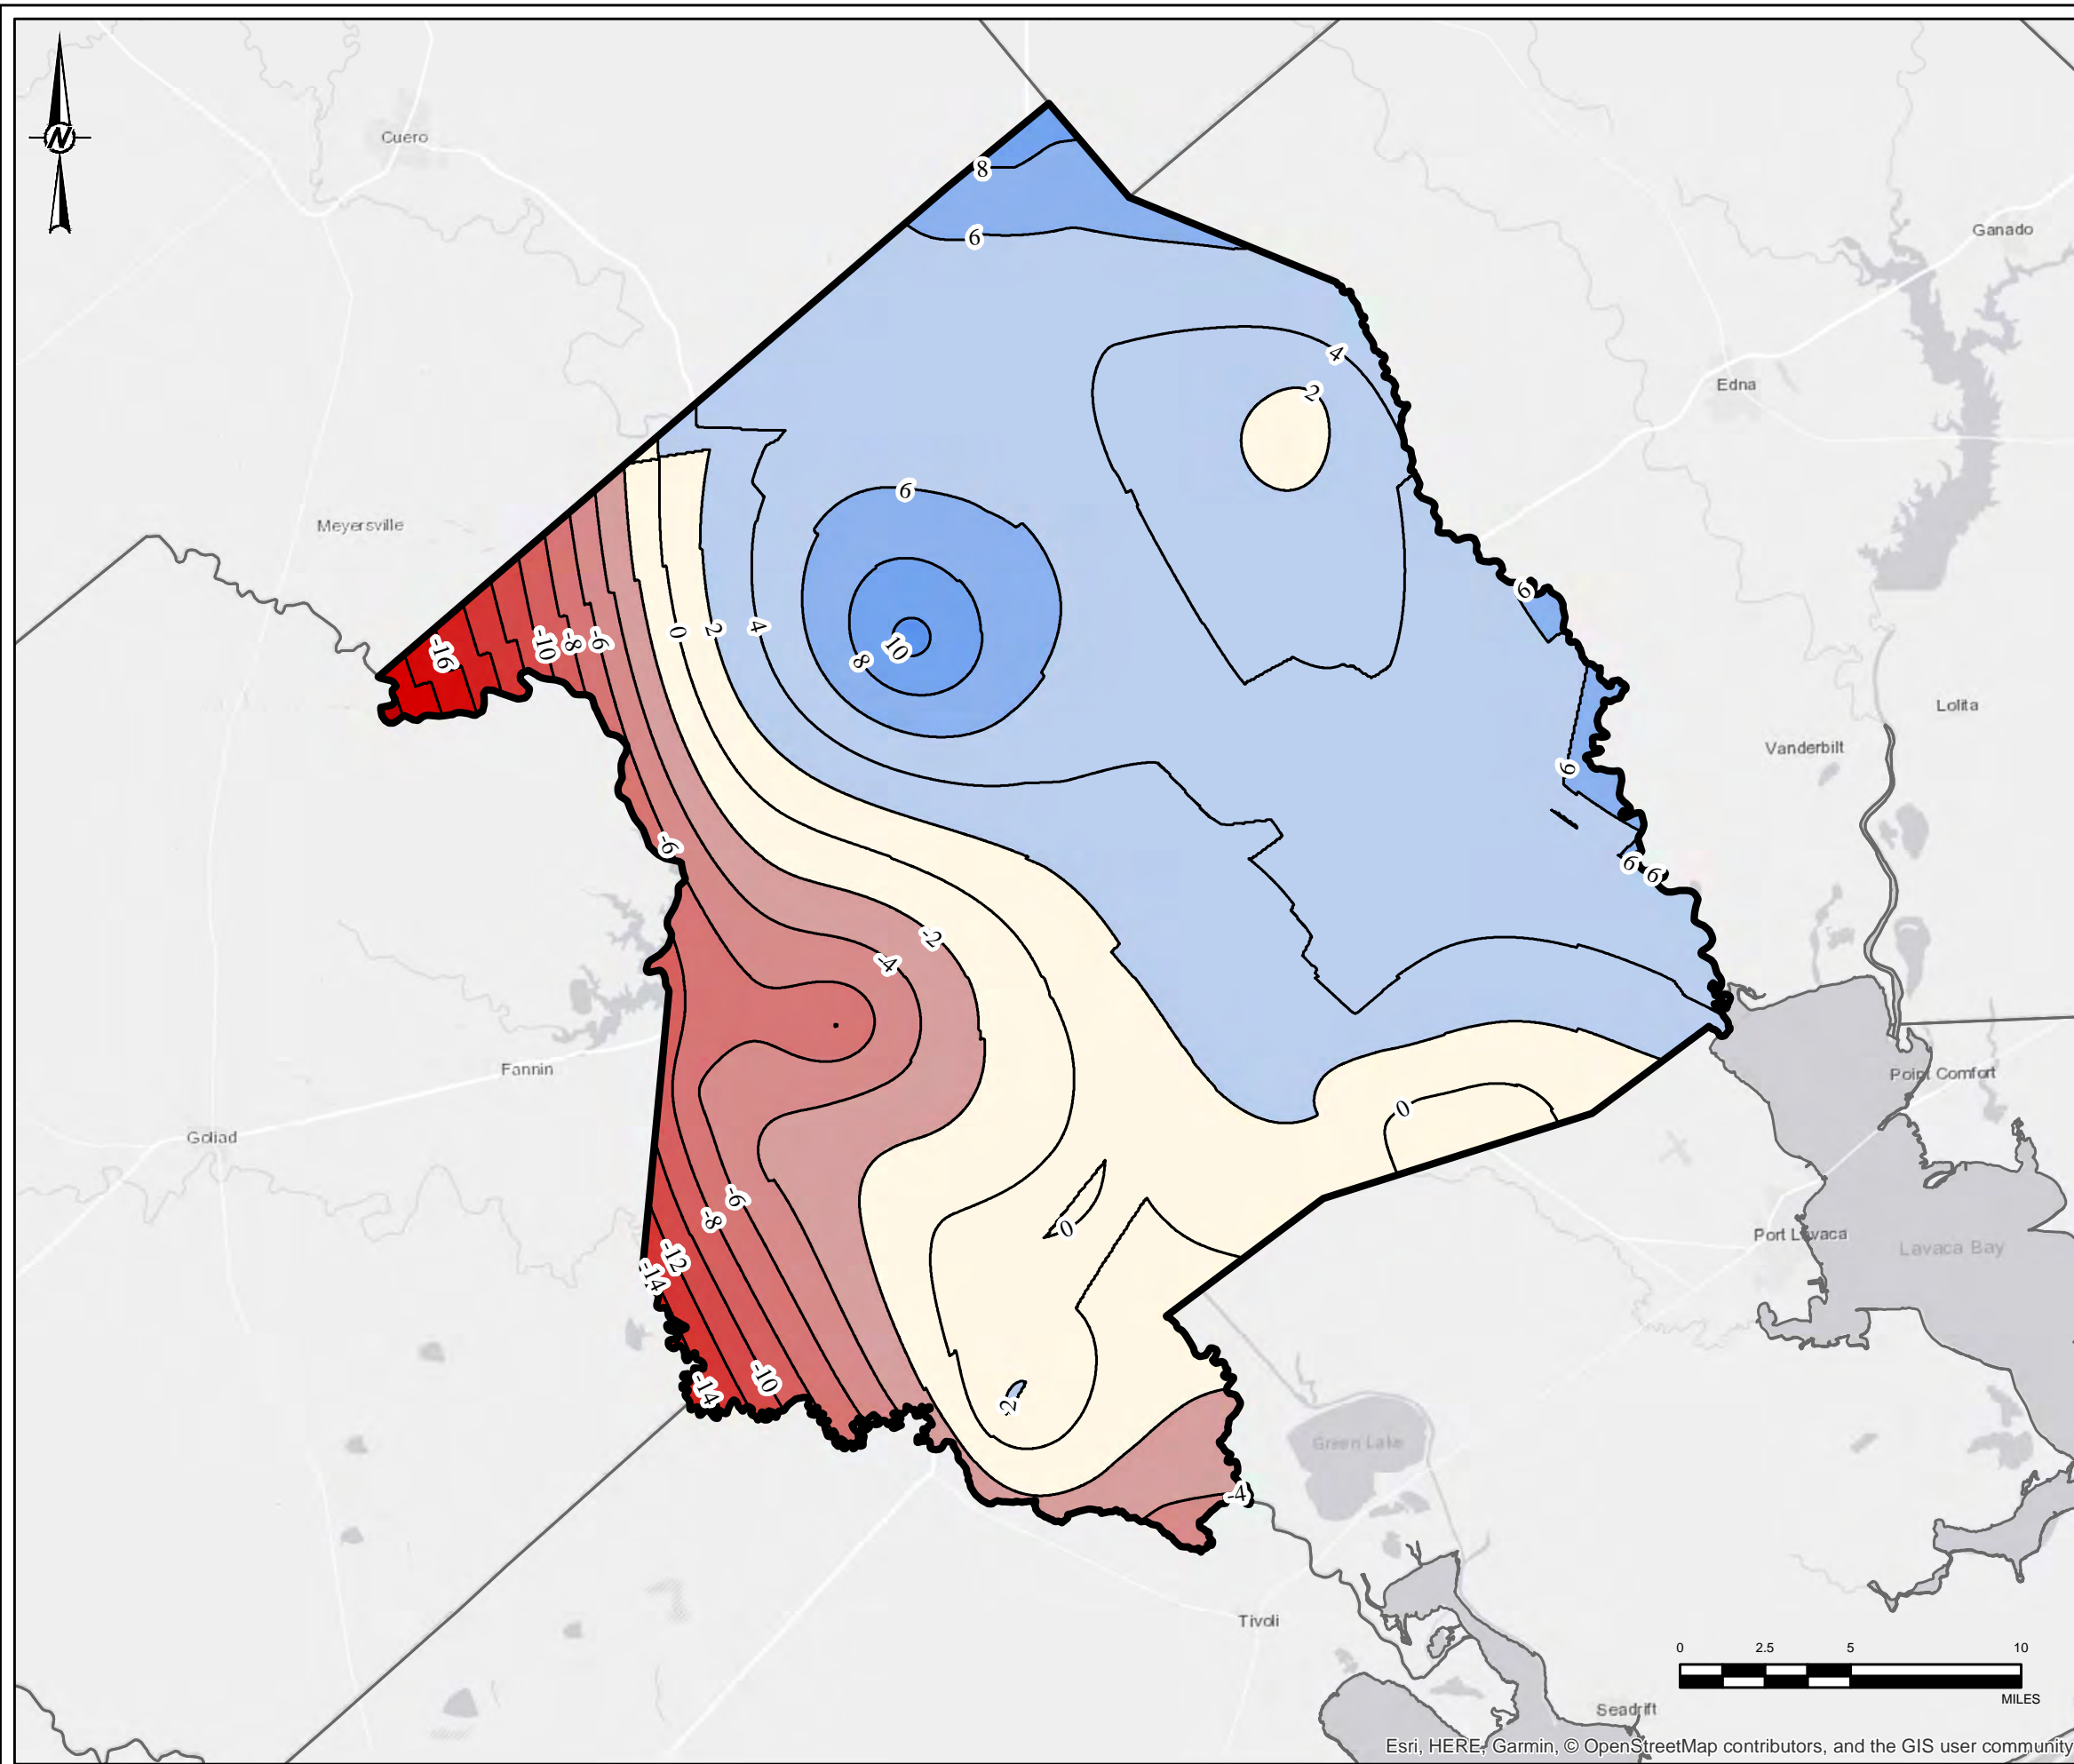 N
Cuero
8
6
Ganado
4
2
Edna
6
Meyersville
6
-16
-10
-8
-6
0
2
4
8
10
Lolita
Vanderbilt
6
-6
6
6
-2
-4
Fannin
Point Comfort
0
Goliad
-6
-8
0
Port Lavaca
Lavaca Bay
-12
-14
-10
-14
2
Green Lake
-4
Tivoli
0 2.5 5 10
MILES
Seadrift
Esri, HERE, Garmin, © OpenStreetMap contributors, and the GIS user community